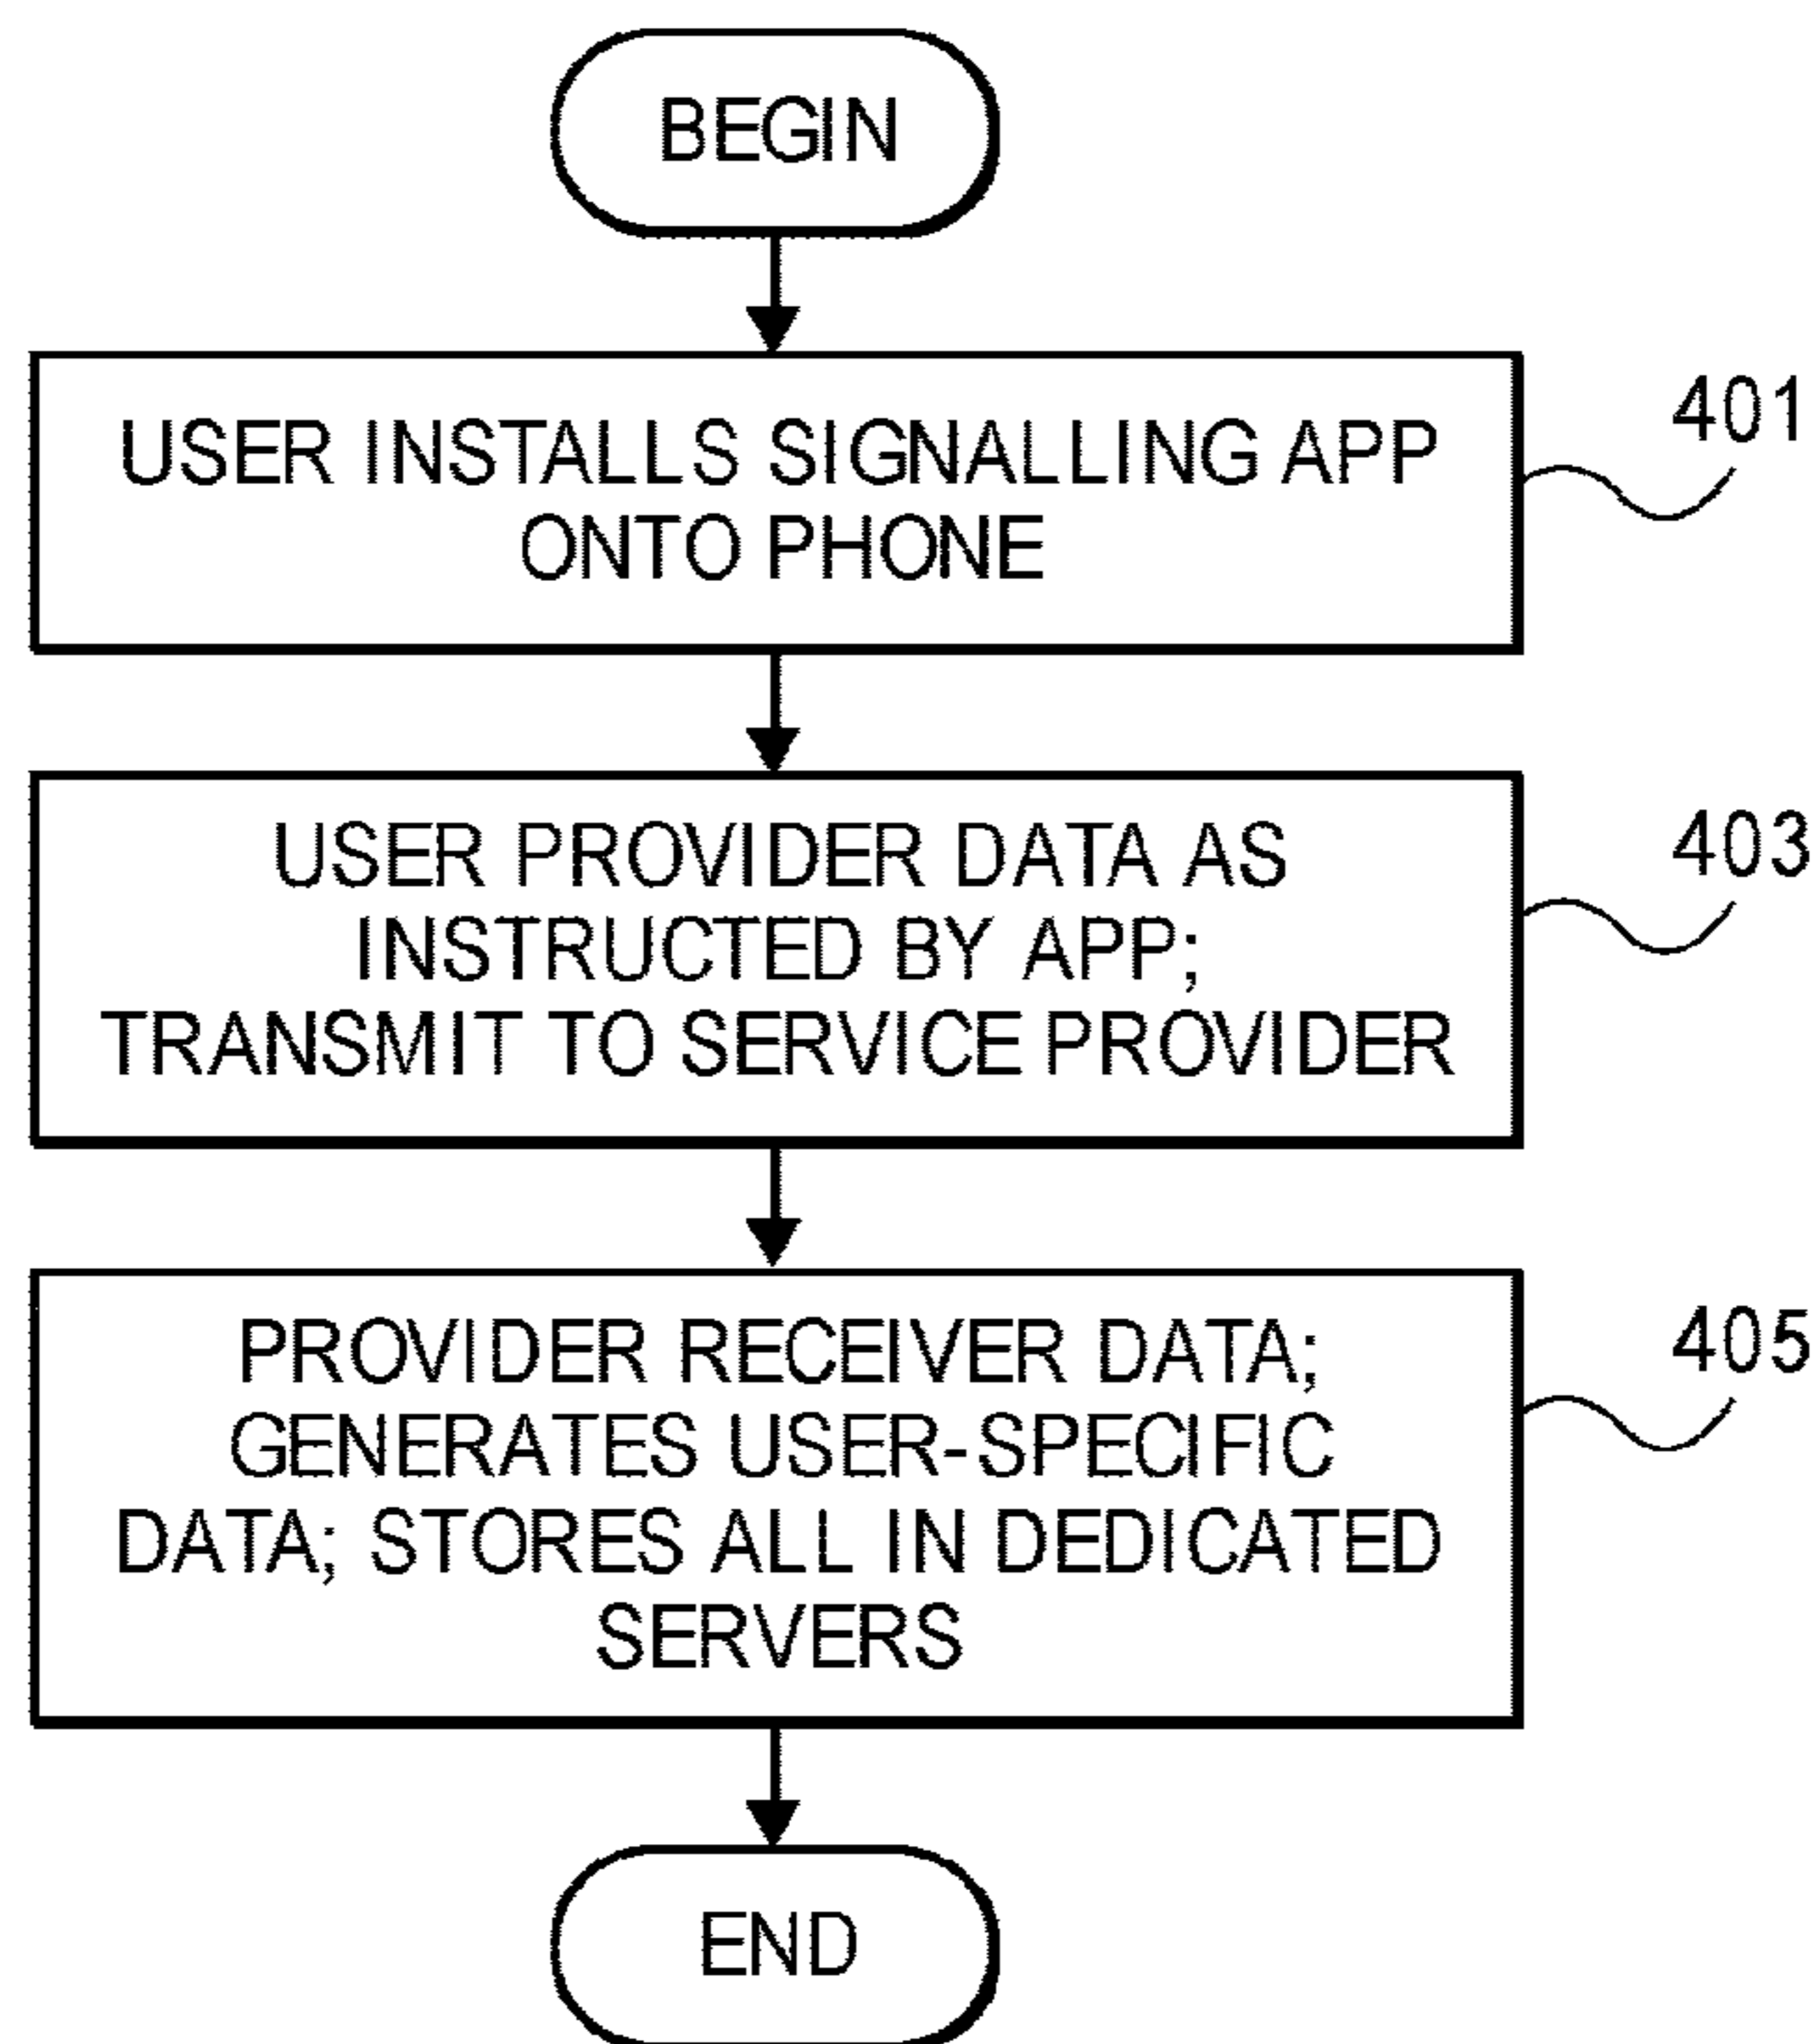 BEGIN
USER INSTALLS SIGNALLING APP
ONTO PHONE
401
USER PROVIDER DATA AS
INSTRUCTED BY APP;
TRANSMIT TO SERVICE PROVIDER
403
PROVIDER RECEIVER DATA;
GENERATES USER-SPECIFIC
DATA; STORES ALL IN DEDICATED
SERVERS
405
END